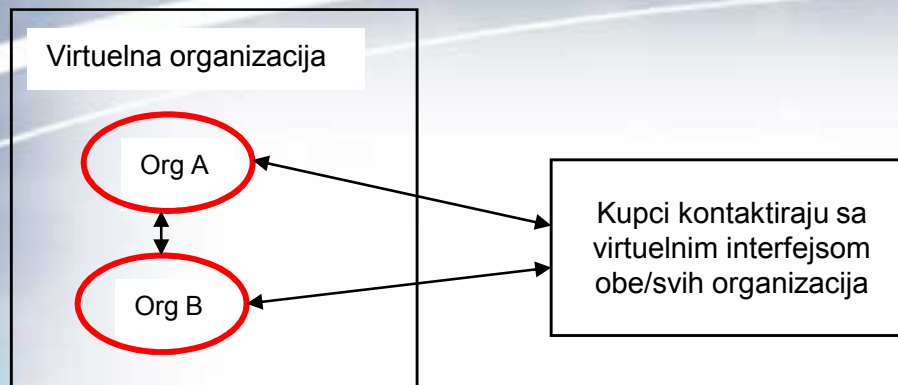 Virtuelna organizacija
Org A
Org B
Kupci kontaktiraju sa
virtuelnim interfejsom
obe/svih organizacija